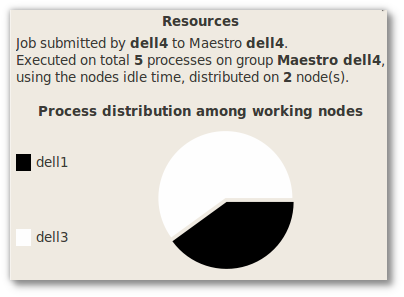 Resources
Job submitted by dell4 to Maestro dell4.
Executed on total 5 processes on group Maestro dell4,
using the nodes idle time, distributed on 2 node(s).
Process distribution among working nodes
dell1
dell3